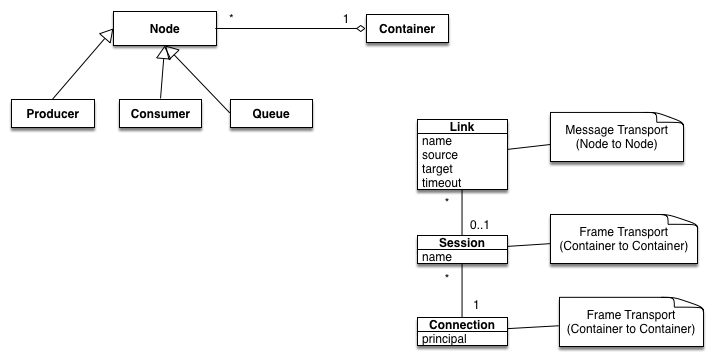 Node
*
1
Container
Producer
Consumer
Queue
Link
name
source
target
timeout
Message Transport
(Node to Node)
*
0..1
Session
name
Frame Transport
(Container to Container)
*
1
Connection
principal
Frame Transport
(Container to Container)